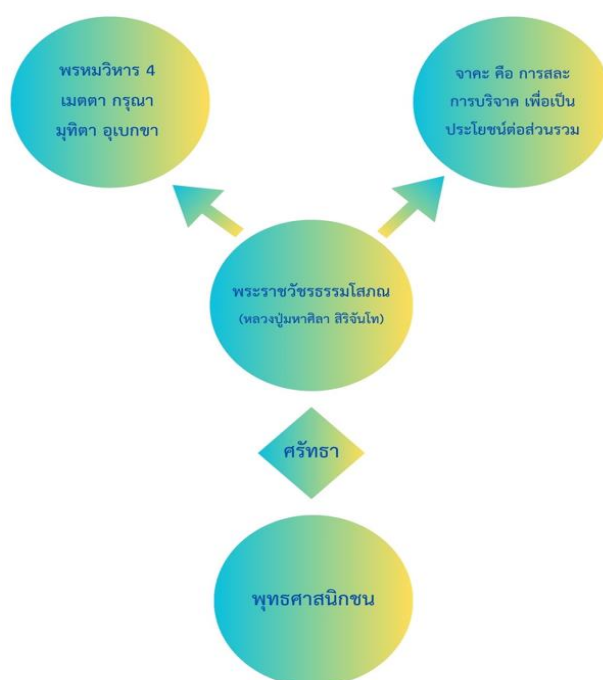 พรหมวิหาร 4
เมตตา กรุณา
มุทิตา อุเบกขา
จาคะ คือ การสละ
การบริจาค เพื่อเป็น
ประโยชน์ต่อส่วนรวม
พระราชวัชรธรรมโสภณ
(หลวงปู่มหาศิลา สิริจันโท)
ศรัทธา
พุทธศาสนิกชน